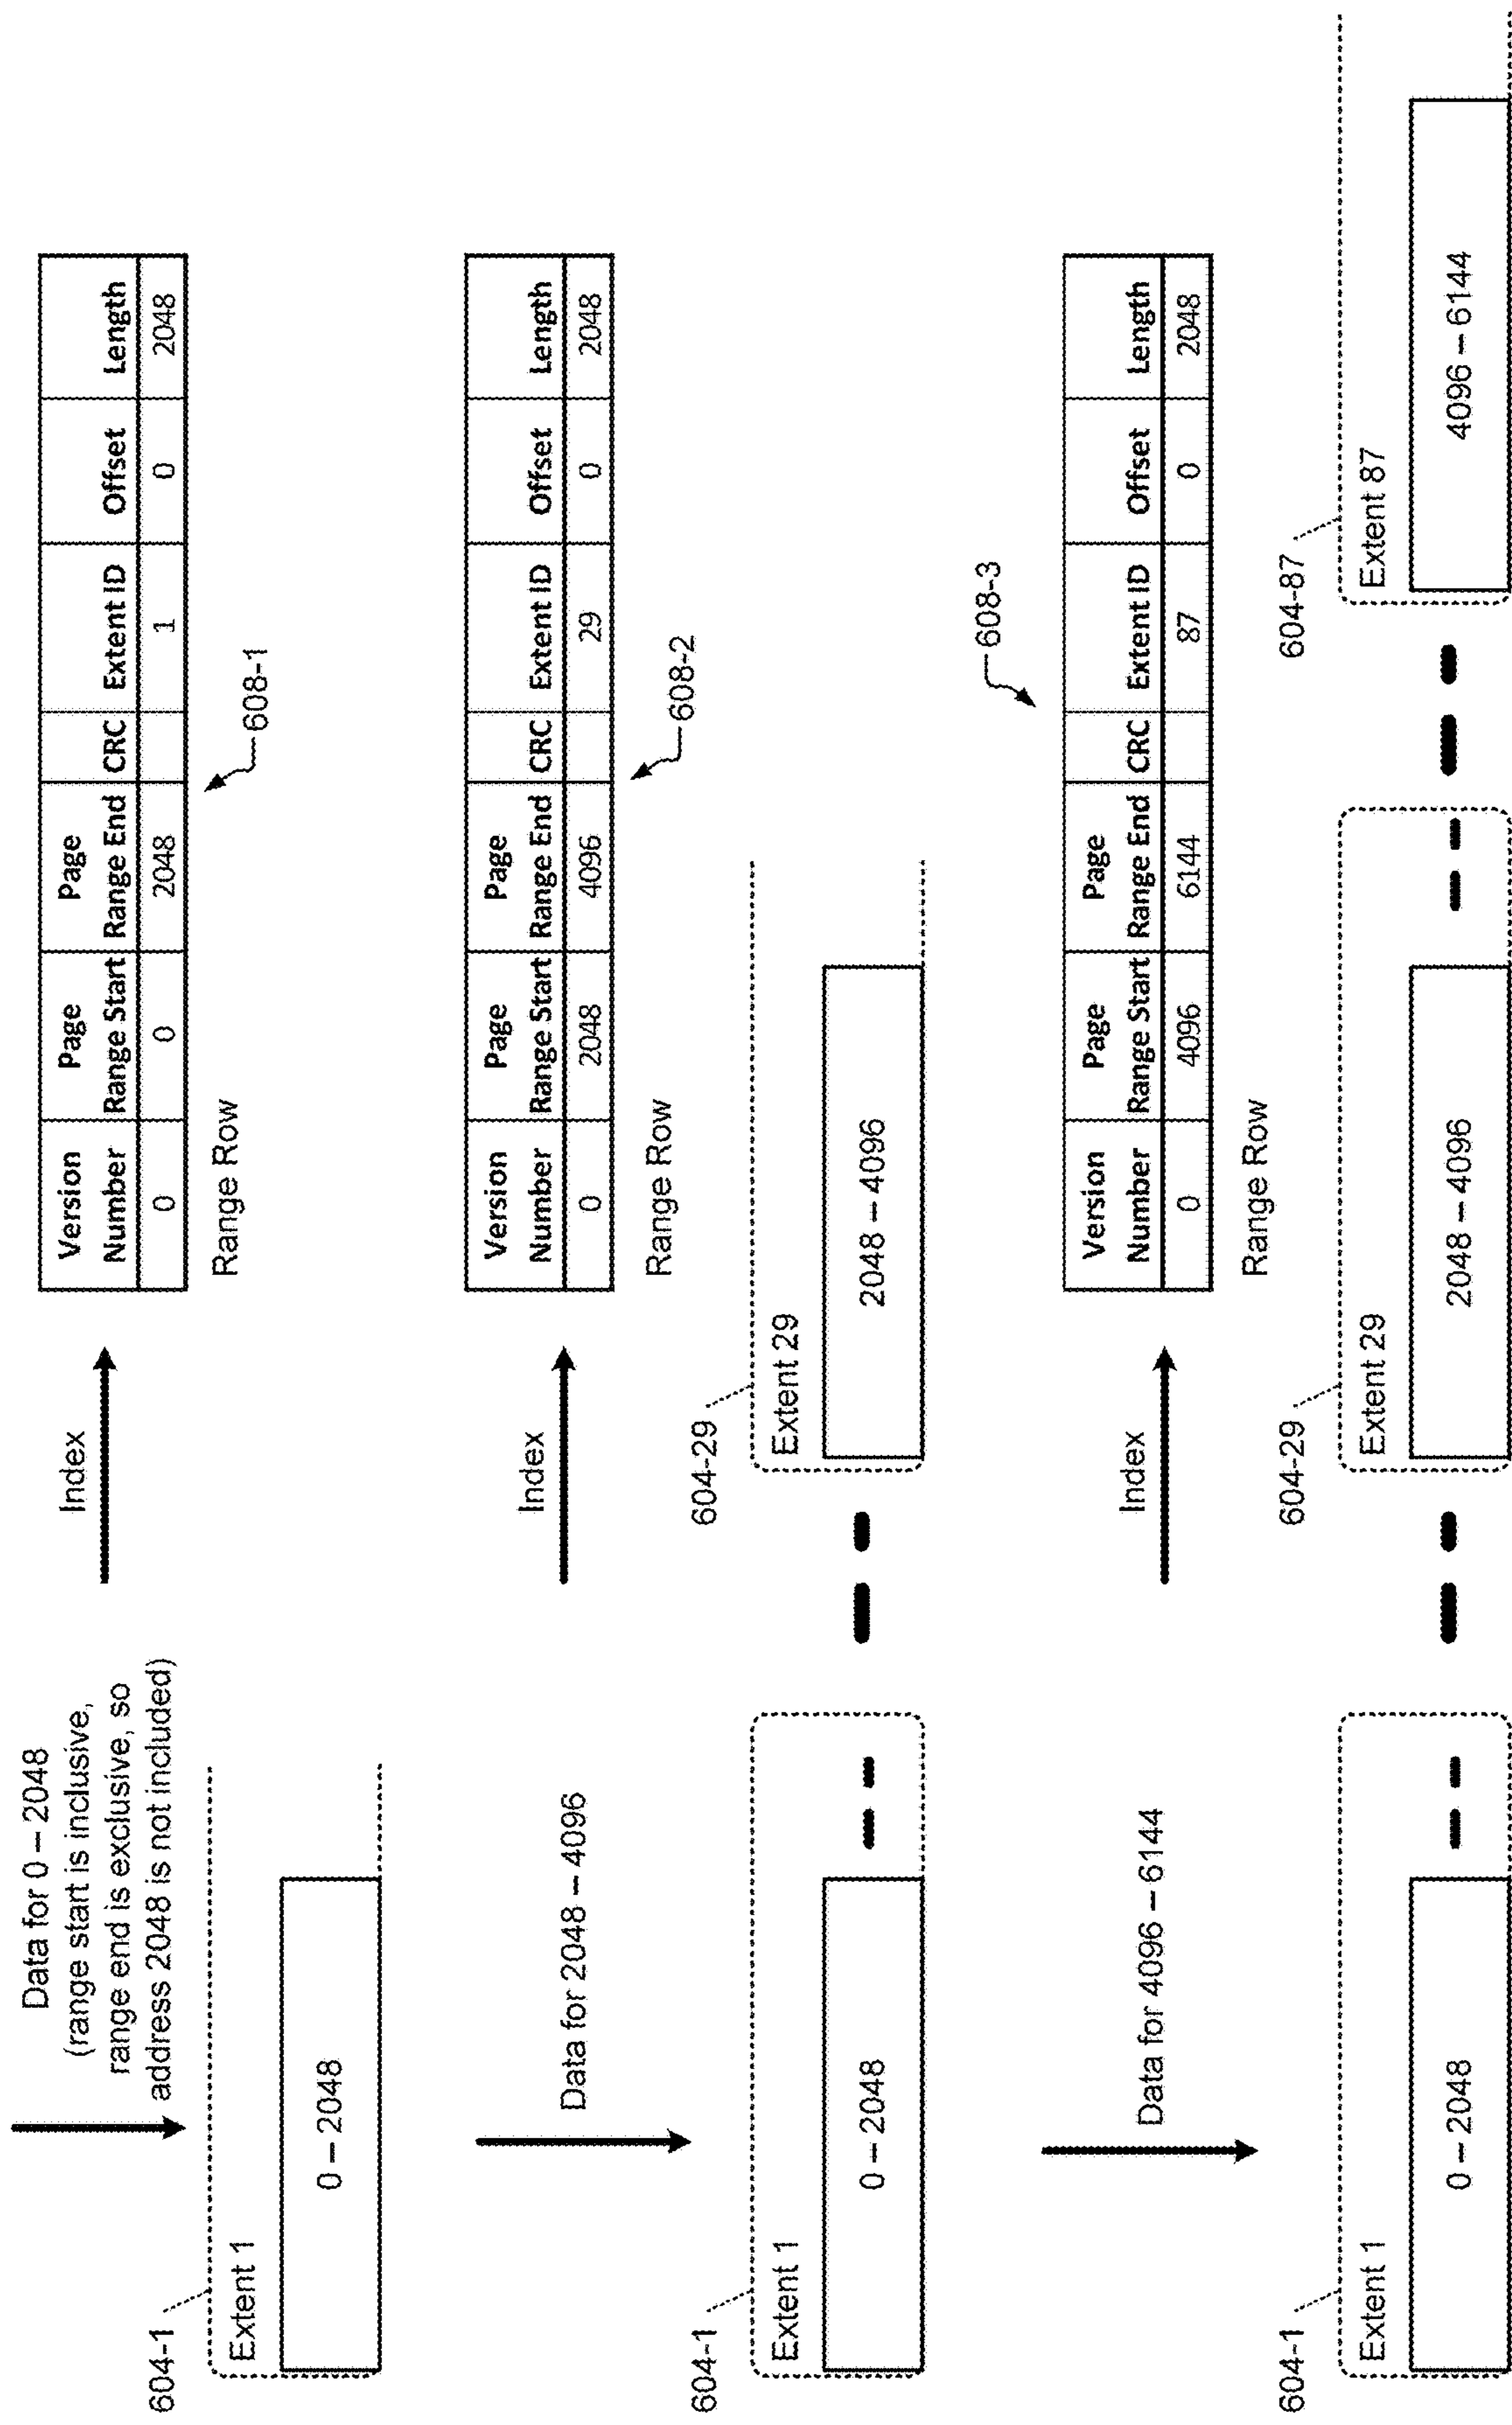 Data for 0 – 2048
(range start is inclusive,
range end is exclusive, so
address 2048 is not included)
604-1
Extent 1
0 – 2048
Index
Version Number Page Range Start Page Range End CRC Extent ID Offset Length
0 0 2048 1 0 2048
Range Row
608-1
Data for 2048 – 4096
604-1
Extent 1
0 – 2048
604-29
Extent 29
2048 – 4096
Index
Version Number Page Range Start Page Range End CRC Extent ID Offset Length
0 2048 4096 29 0 2048
Range Row
608-2
Data for 4096 – 6144
Index
608-3
Version Number Page Range Start Page Range End CRC Extent ID Offset Length
0 4096 6144 87 0 2048
Range Row
604-1
Extent 1
0 – 2048
604-29
Extent 29
2048 – 4096
604-87
Extent 87
4096 – 6144